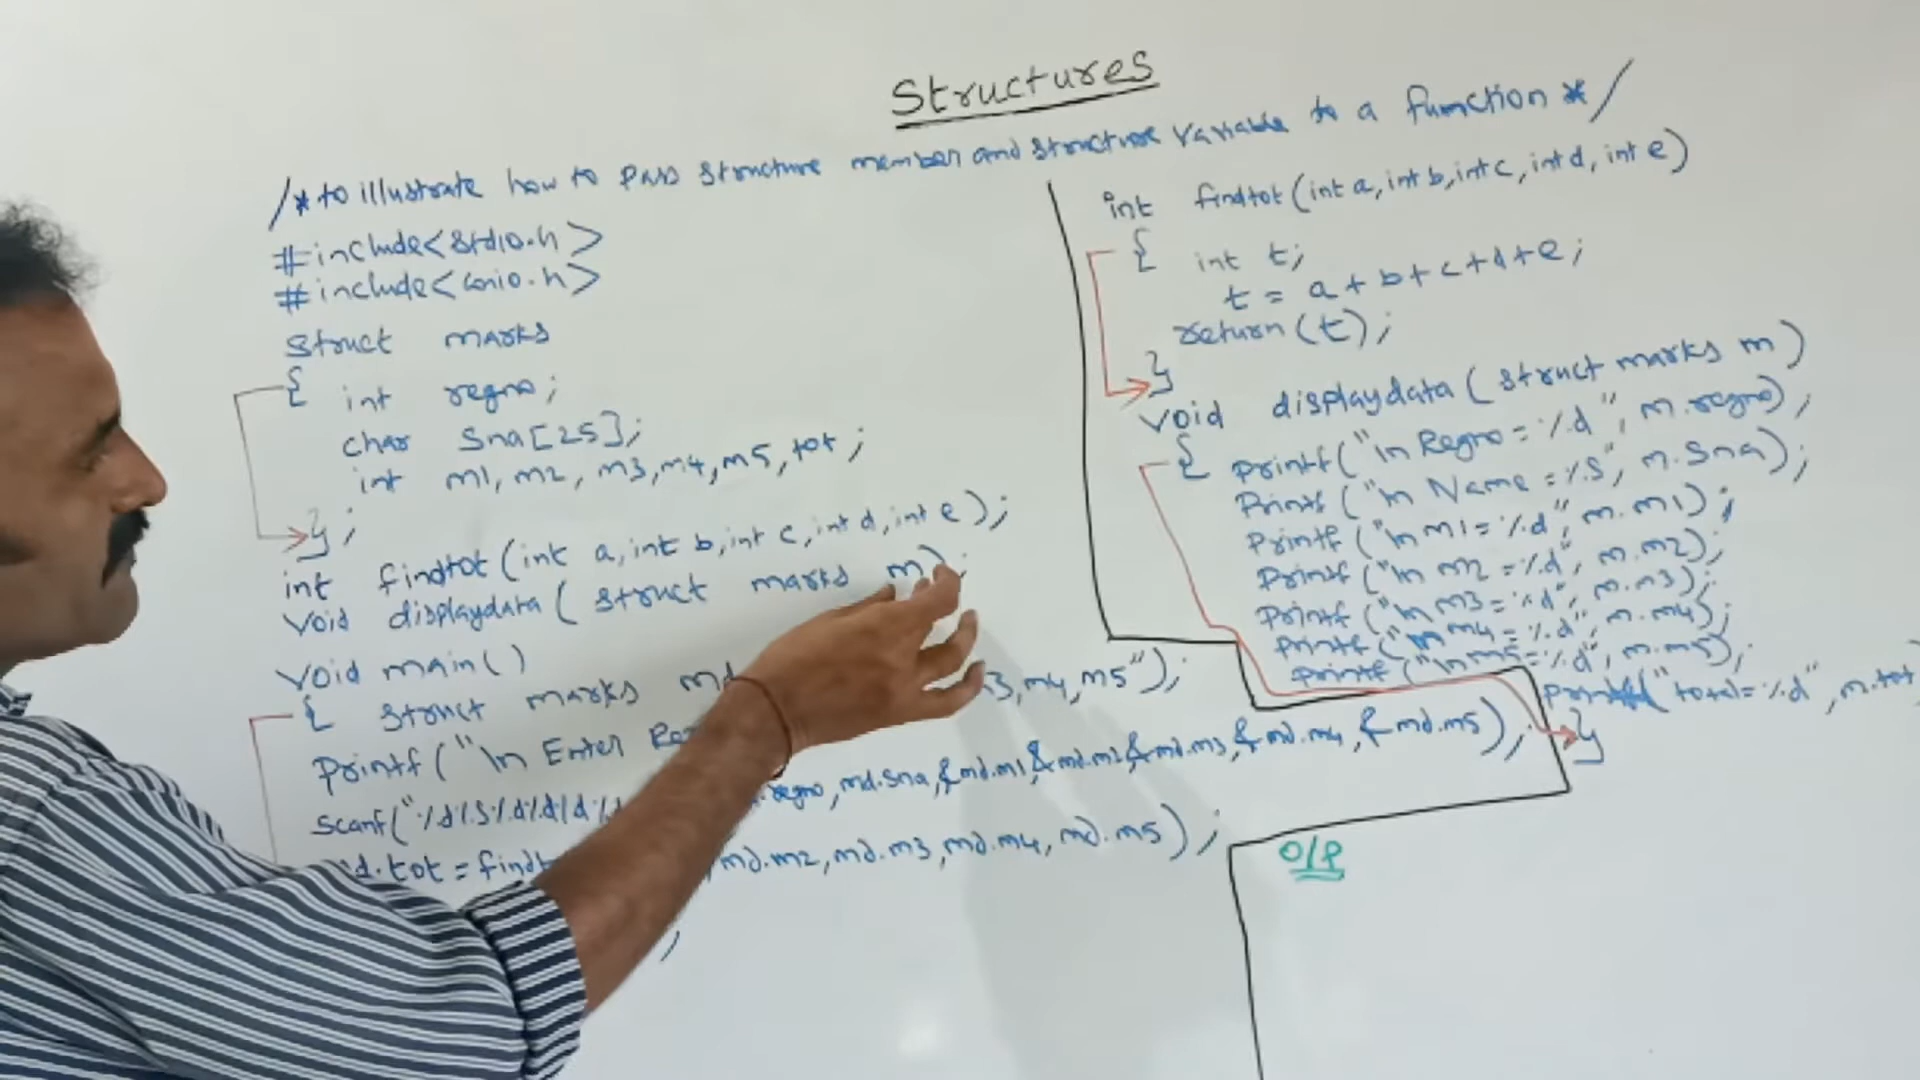 Structures
/*to illustrate how to pass structure member and structure variable to a function */
#include<stdio.h>
#include<conio.h>
struct marks
{ int regno;
char sna[25];
int m1, m2, m3,m4,m5,tot;
};
int findtot(int a,int b,int c,int d,int e);
void displaydata( struct marks m);
void main()
{ struct marks md
printf("\n Enter m4,m5");
scanf("%d%s%d%d%d regno,md.sna,&md.m1,&md.m2,&md.m3,&md.m4,&md.m5);
d.tot = md.m2,md.m3,md.m4,md.m5);
;
int findtot(int a,int b,int c,int d,int e)
{ int t;
t = a+b+c+d+e;
return(t);
}
void displaydata(struct marks m)
{ printf("\n Regno=%d", m.regno);
printf("\n Name=%s", m.sna);
printf("\n m1=%d", m.m1);
printf("\n m2=%d", m.m2);
printf("\n m3=%d", m.m3);
printf("\n m4=%d", m.m4);
printf("\n m5=%d", m.m5);
printf("total=%d",m.tot)
}
O/P